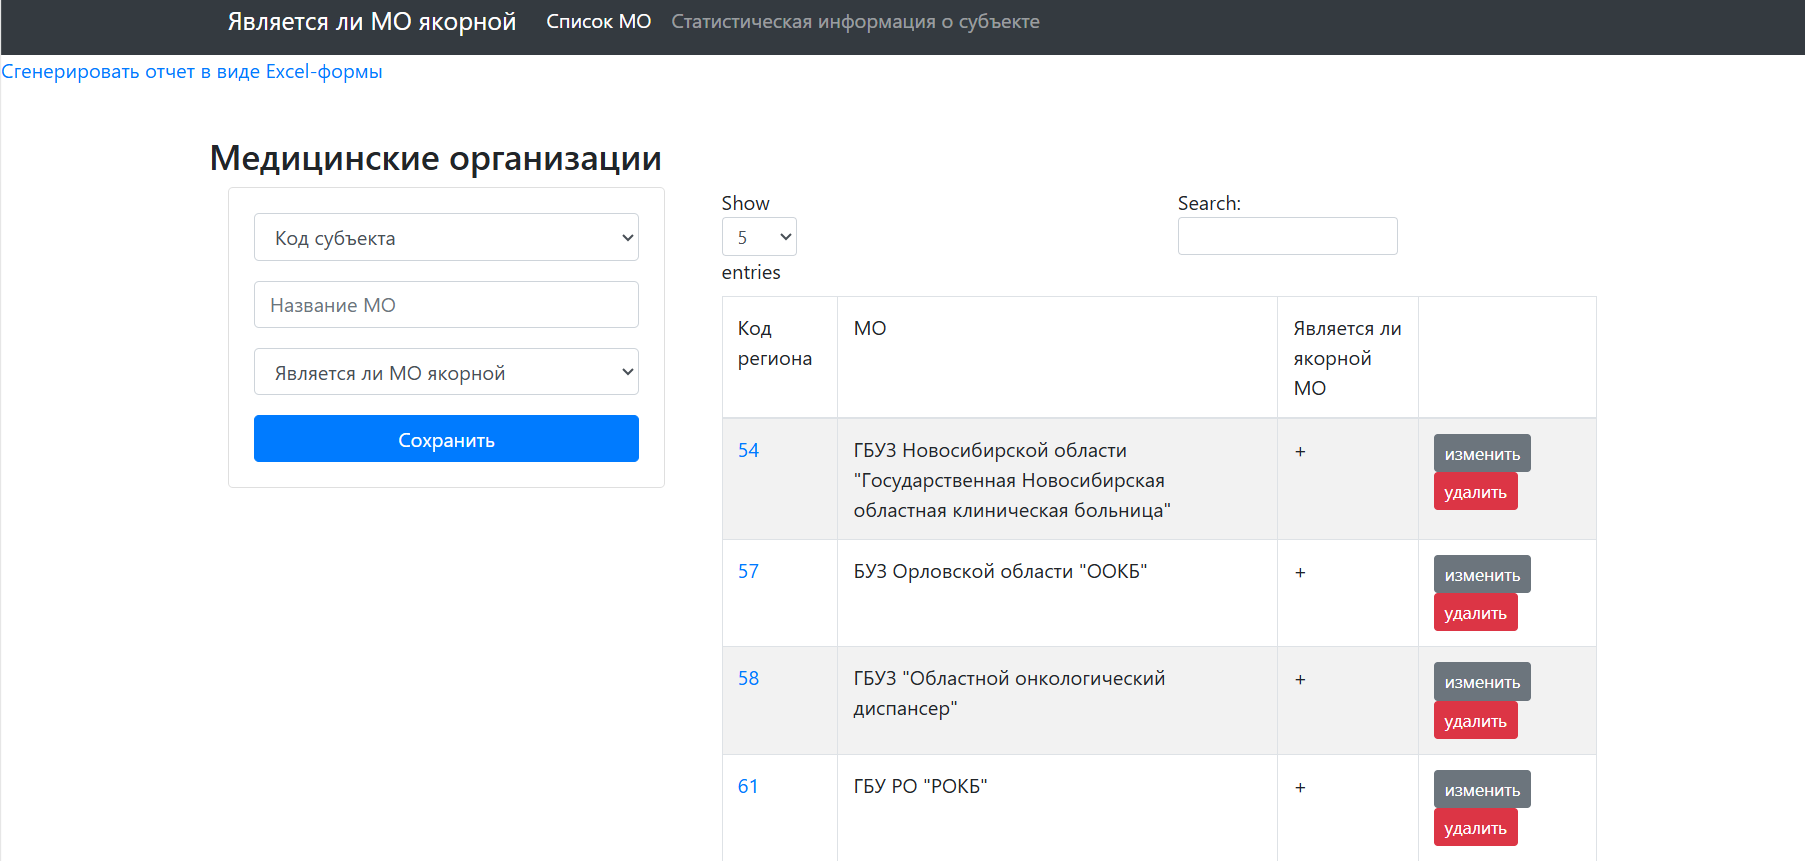 Является ли МО якорной Список МО Статистическая информация о субъекте
Сгенерировать отчет в виде Excel-формы
Медицинские организации
Код субъекта
Название МО
Является ли МО якорной
Сохранить
Show
5
entries
Search:
Код
региона
МО
Является ли
якорной
МО
54
ГБУЗ Новосибирской области
"Государственная Новосибирская
областная клиническая больница"
+
изменить
удалить
57
БУЗ Орловской области "ООКБ"
+
изменить
удалить
58
ГБУЗ "Областной онкологический
диспансер"
+
изменить
удалить
61
ГБУ РО "РОКБ"
+
изменить
удалить